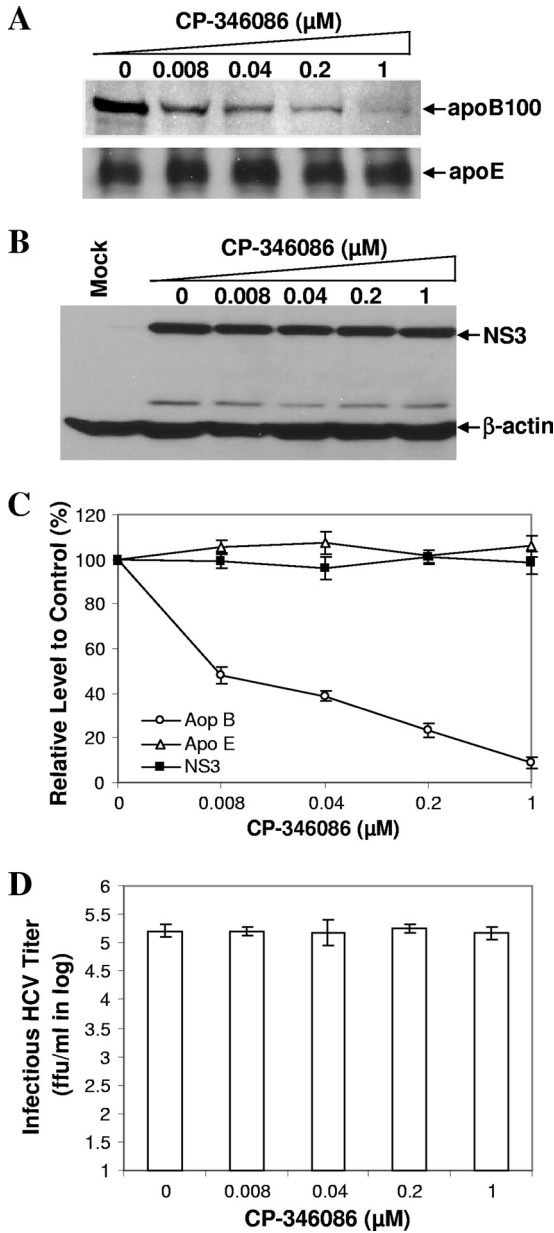 A
CP-346086 (µM)
0 0.008 0.04 0.2 1
apoB100
apoE
B
CP-346086 (µM)
Mock
0 0.008 0.04 0.2 1
NS3
β-actin
C
Relative Level to Control (%)
120
100
80
60
40
20
0
Aop B
Apo E
NS3
0 0.008 0.04 0.2 1
CP-346086 (µM)
D
Infectious HCV Titer
(ffu/ml in log)
6
5.5
5
4.5
4
3.5
3
2.5
2
1.5
1
0 0.008 0.04 0.2 1
CP-346086 (µM)